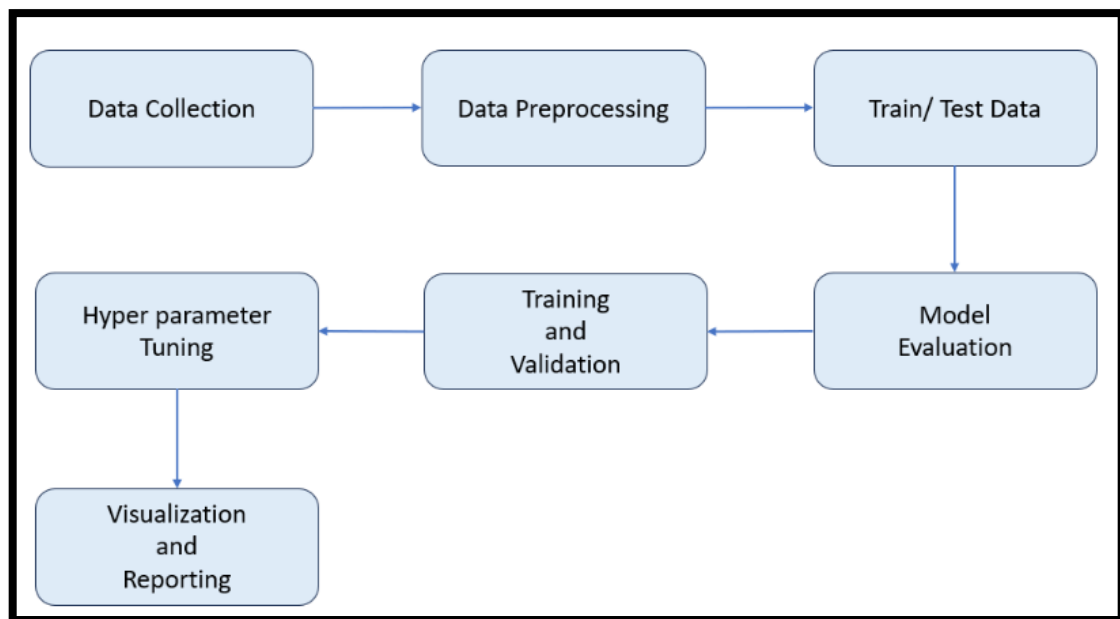 Data Collection
Data Preprocessing
Train/ Test Data
Model
Evaluation
Training
and
Validation
Hyper parameter
Tuning
Visualization
and
Reporting